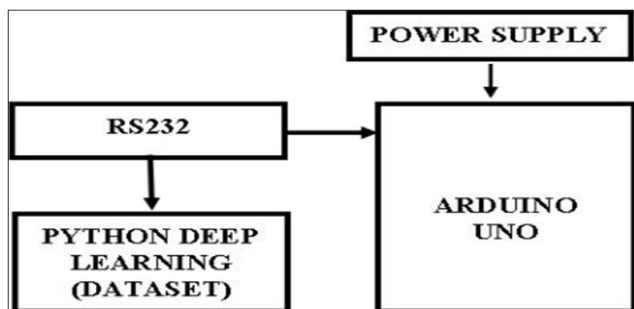 POWER SUPPLY
RS232
ARDUINO
UNO
PYTHON DEEP
LEARNING
(DATASET)